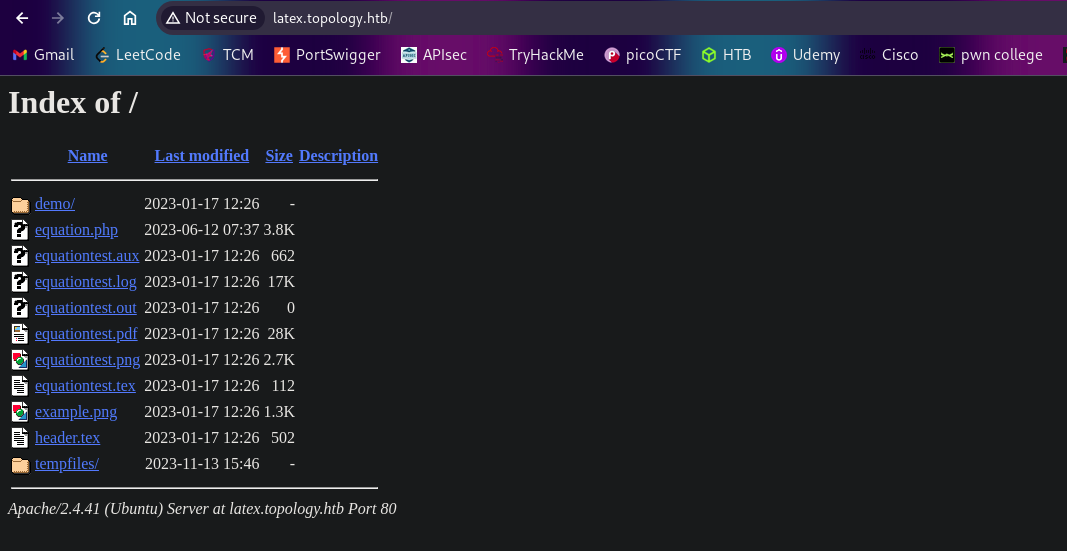 Not secure latex.topology.htb/
Gmail LeetCode TCM PortSwigger APIsec TryHackMe picoCTF HTB Udemy Cisco pwn college
Index of /
Name Last modified Size Description
demo/ 2023-01-17 12:26 -
equation.php 2023-06-12 07:37 3.8K
equationtest.aux 2023-01-17 12:26 662
equationtest.log 2023-01-17 12:26 17K
equationtest.out 2023-01-17 12:26 0
equationtest.pdf 2023-01-17 12:26 28K
equationtest.png 2023-01-17 12:26 2.7K
equationtest.tex 2023-01-17 12:26 112
example.png 2023-01-17 12:26 1.3K
header.tex 2023-01-17 12:26 502
tempfiles/ 2023-11-13 15:46 -
Apache/2.4.41 (Ubuntu) Server at latex.topology.htb Port 80